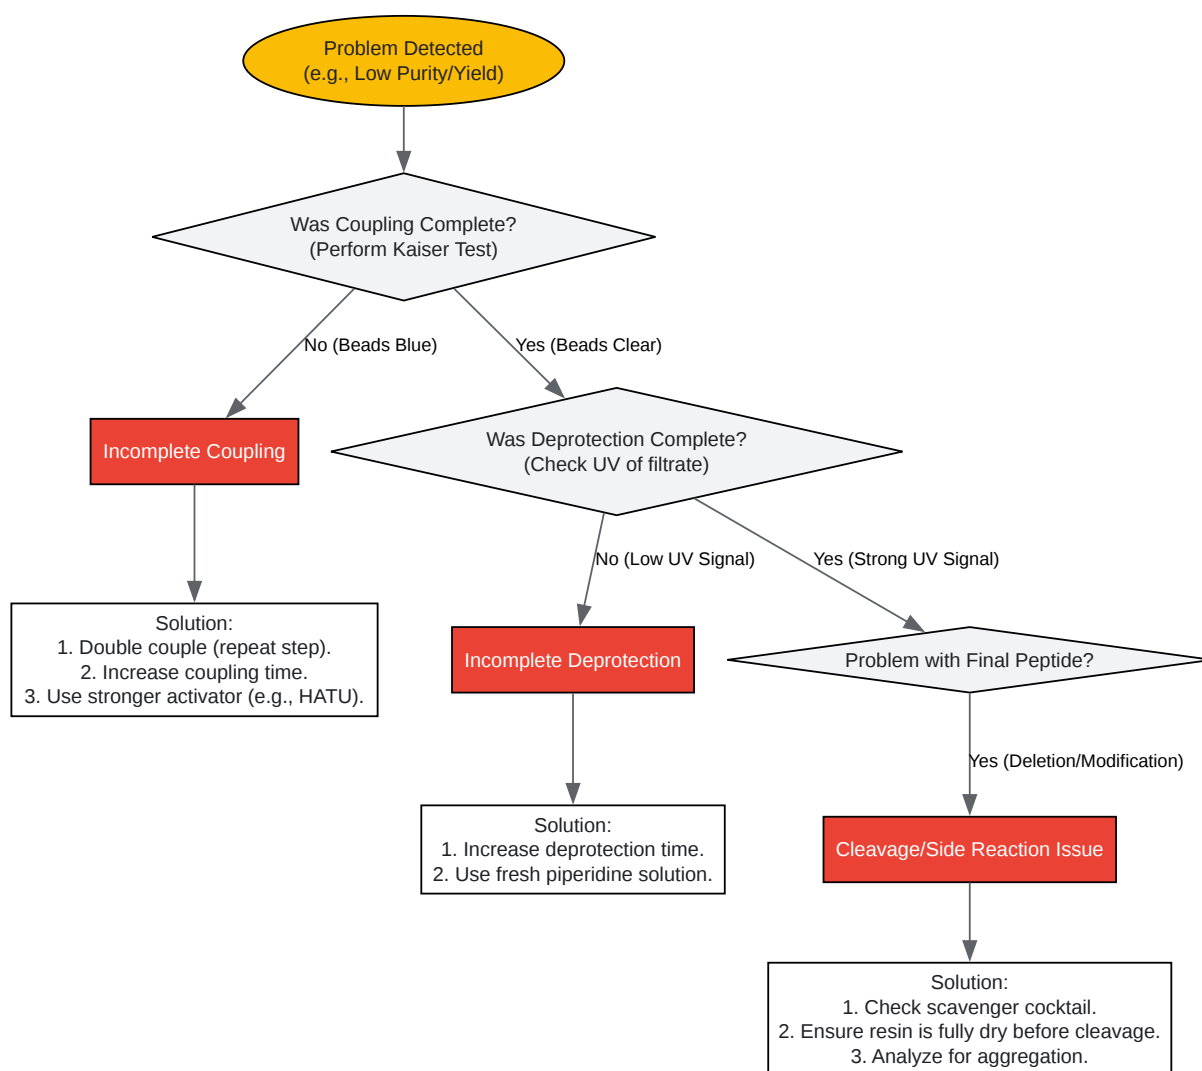 Problem Detected
(e.g., Low Purity/Yield)
Was Coupling Complete?
(Perform Kaiser Test)
No (Beads Blue)
Yes (Beads Clear)
Incomplete Coupling
Was Deprotection Complete?
(Check UV of filtrate)
No (Low UV Signal)
Yes (Strong UV Signal)
Solution:
1. Double couple (repeat step).
2. Increase coupling time.
3. Use stronger activator (e.g., HATU).
Incomplete Deprotection
Problem with Final Peptide?
Yes (Deletion/Modification)
Solution:
1. Increase deprotection time.
2. Use fresh piperidine solution.
Cleavage/Side Reaction Issue
Solution:
1. Check scavenger cocktail.
2. Ensure resin is fully dry before cleavage.
3. Analyze for aggregation.